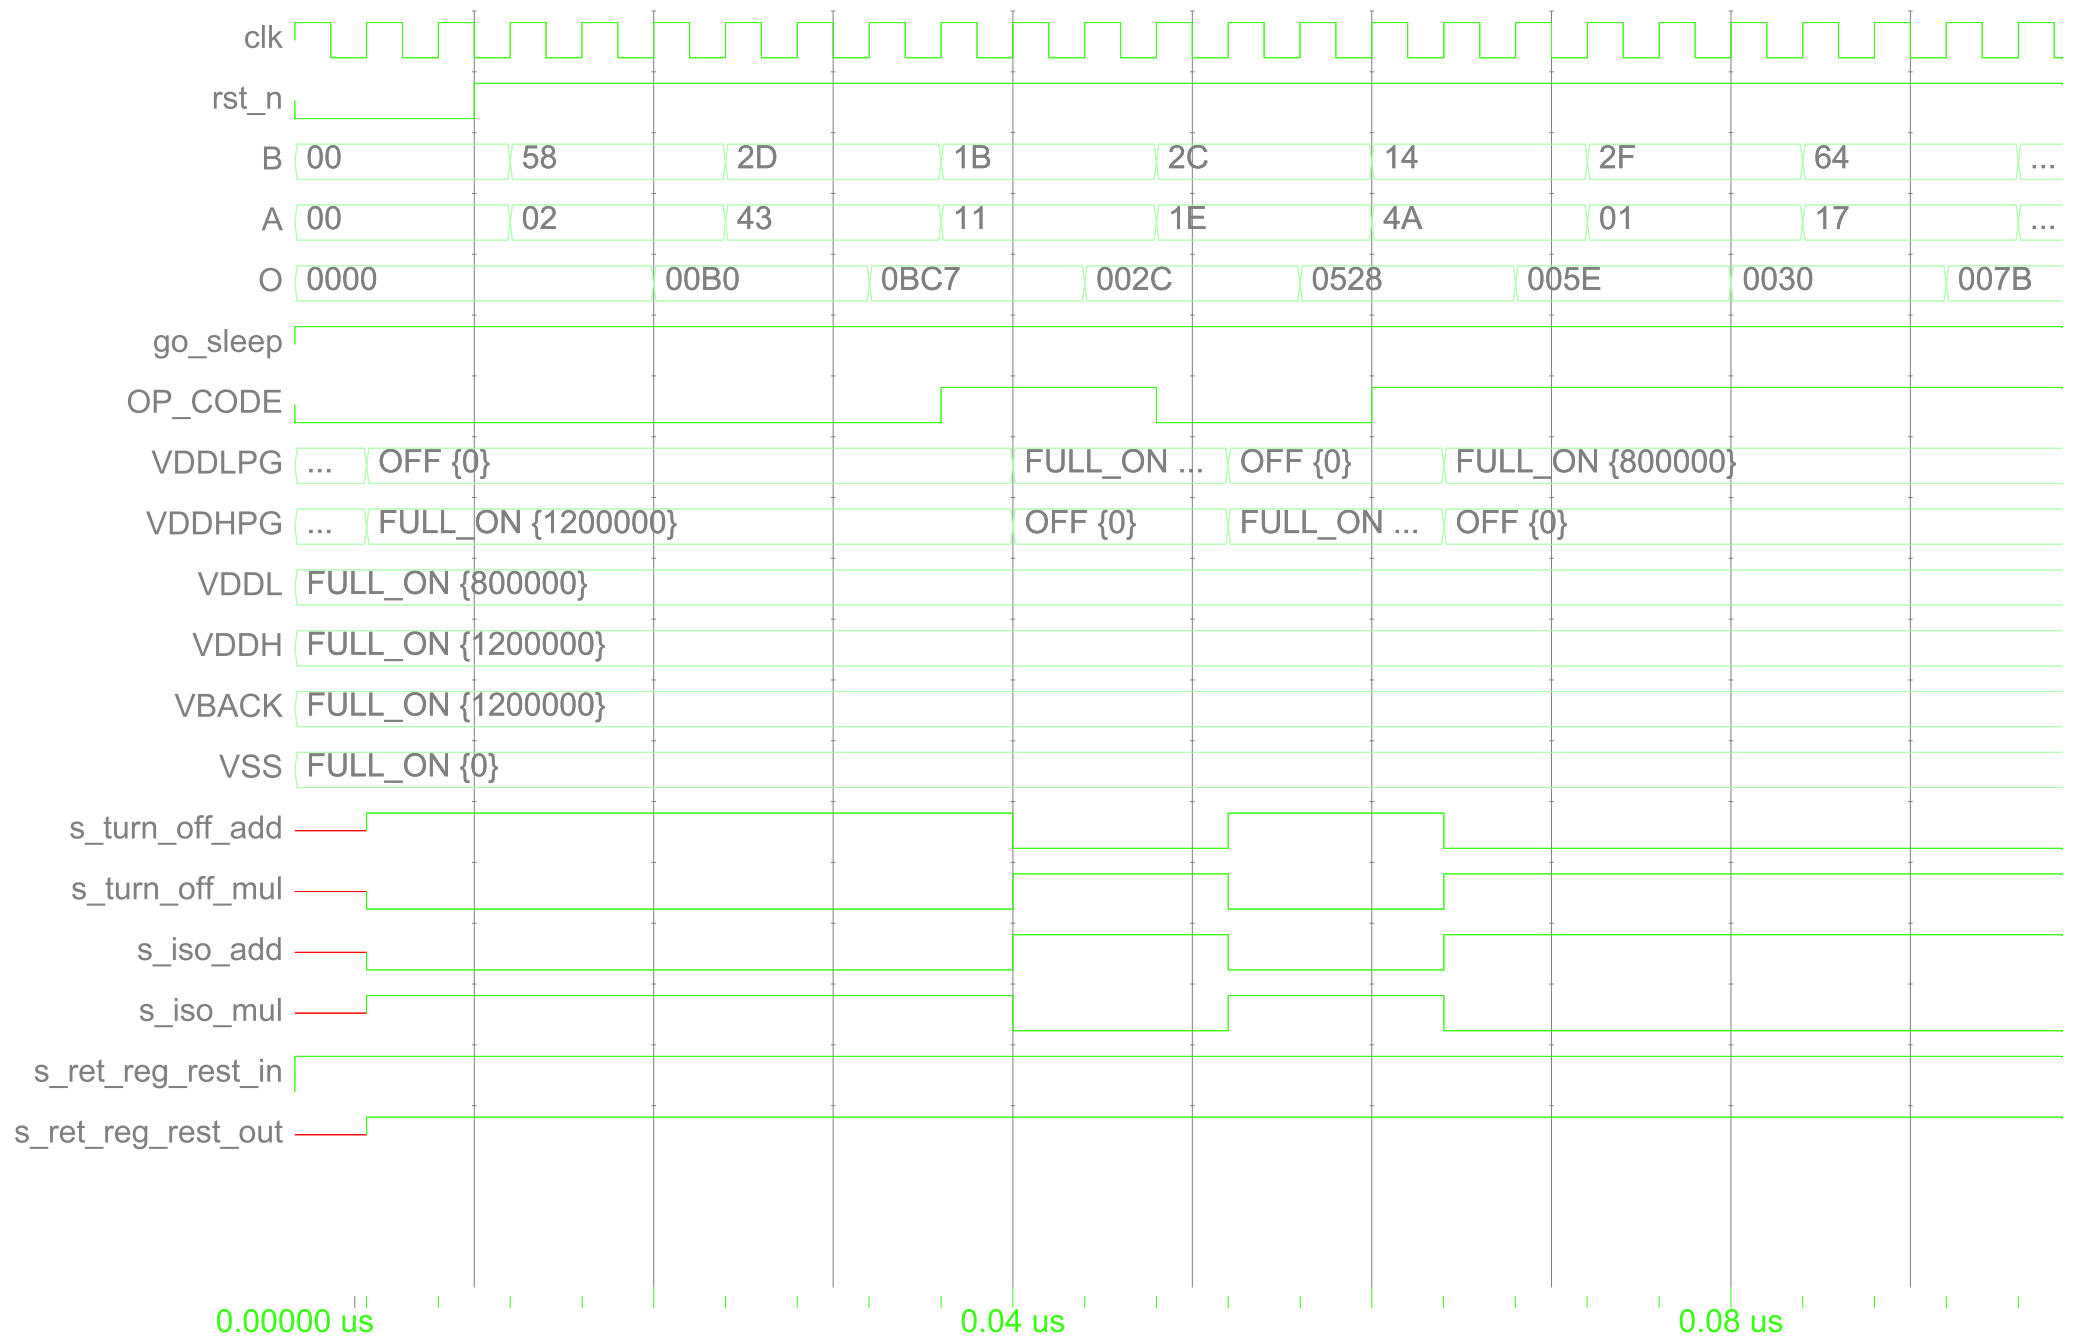 clk
rst_n
B 00 58 2D 1B 2C 14 2F 64 ...
A 00 02 43 11 1E 4A 01 17 ...
O 0000 00B0 0BC7 002C 0528 005E 0030 007B
go_sleep
OP_CODE
VDDLPG ... OFF {0} FULL_ON ... OFF {0} FULL_ON {800000}
VDDHPG ... FULL_ON {1200000} OFF {0} FULL_ON ... OFF {0}
VDDL FULL_ON {800000}
VDDH FULL_ON {1200000}
VBACK FULL_ON {1200000}
VSS FULL_ON {0}
s_turn_off_add
s_turn_off_mul
s_iso_add
s_iso_mul
s_ret_reg_rest_in
s_ret_reg_rest_out
0.00000 us 0.04 us 0.08 us